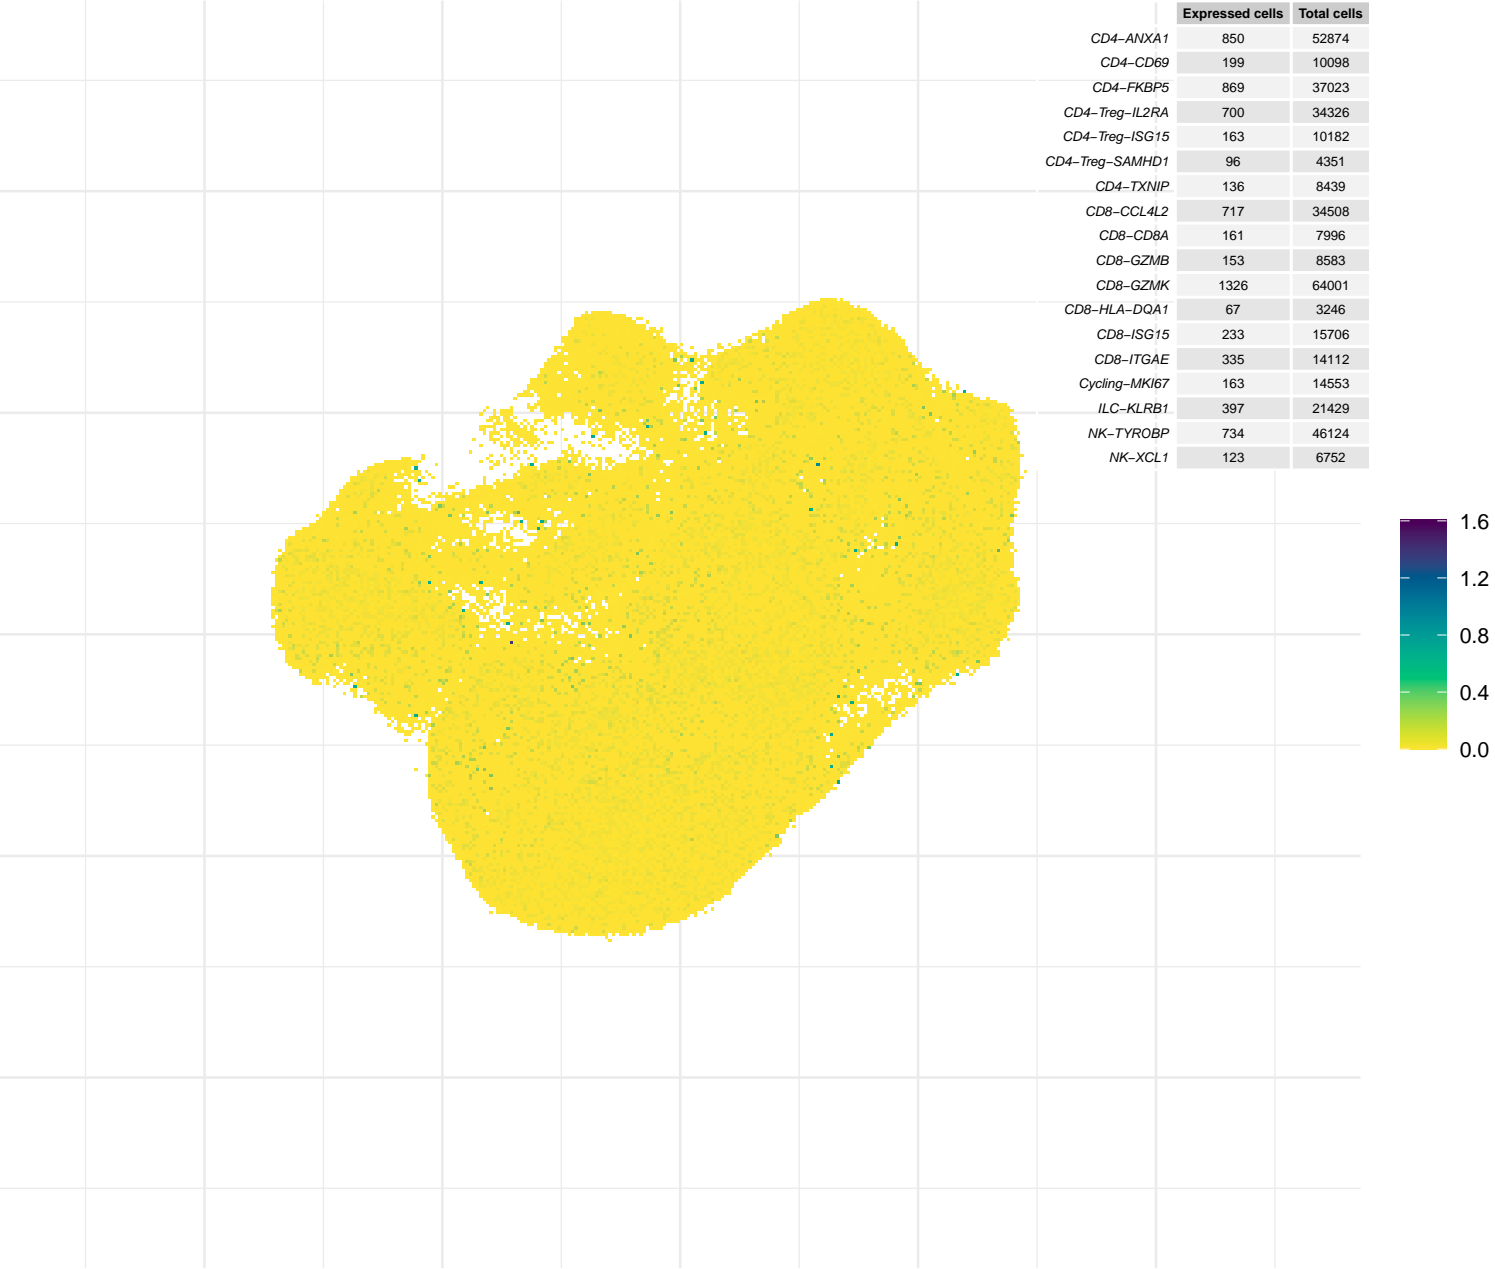 Expressed cells Total cells
CD4−ANXA1 850 52874
CD4−CD69 199 10098
CD4−FKBP5 869 37023
CD4−Treg−IL2RA 700 34326
CD4−Treg−ISG15 163 10182
CD4−Treg−SAMHD1 96 4351
CD4−TXNIP 136 8439
CD8−CCL4L2 717 34508
CD8−CD8A 161 7996
CD8−GZMB 153 8583
CD8−GZMK 1326 64001
CD8−HLA−DQA1 67 3246
CD8−ISG15 233 15706
CD8−ITGAE 335 14112
Cycling−MKI67 163 14553
ILC−KLRB1 397 21429
NK−TYROBP 734 46124
NK−XCL1 123 6752
1.6
1.2
0.8
0.4
0.0